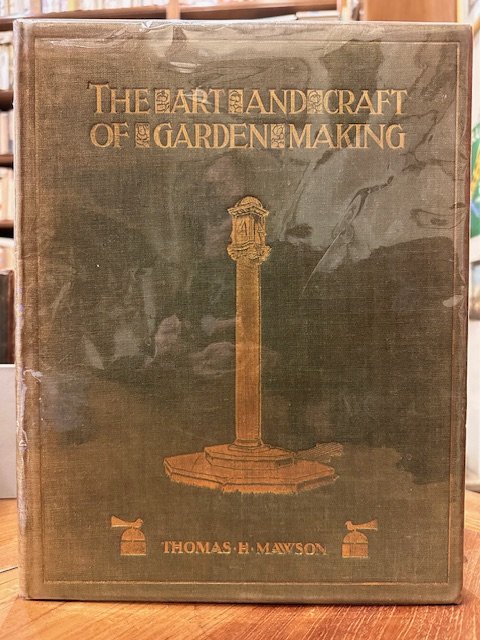 THE ART AND CRAFT
OF GARDEN MAKING
THOMAS · H · MAWSON